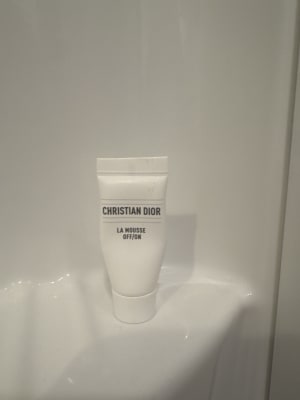 CHRISTIAN DIOR
LA MOUSSE
OFF/ON